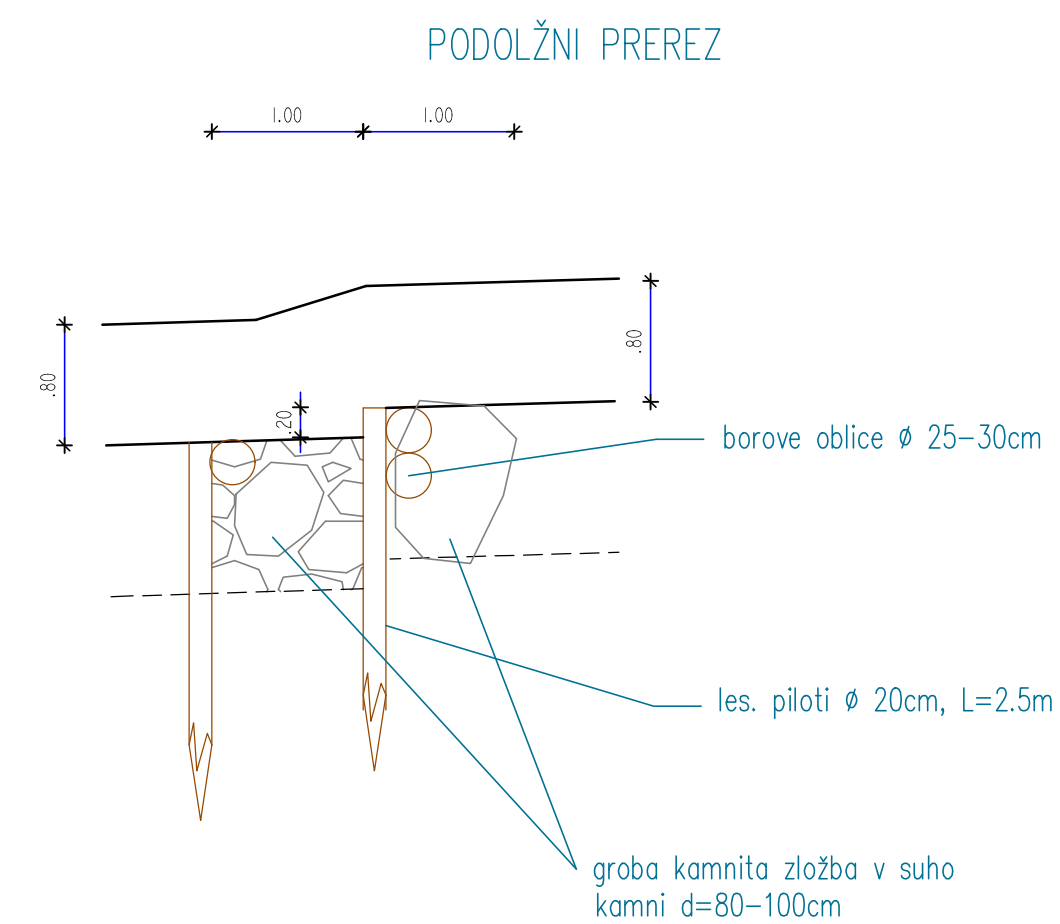 PODOLŽNI PREREZ
1.00 1.00
.80
.80
.20
borove oblice ϕ 25-30cm
les. piloti ϕ 20cm, L=2.5m
groba kamnita zložba v suho
kamni d=80-100cm